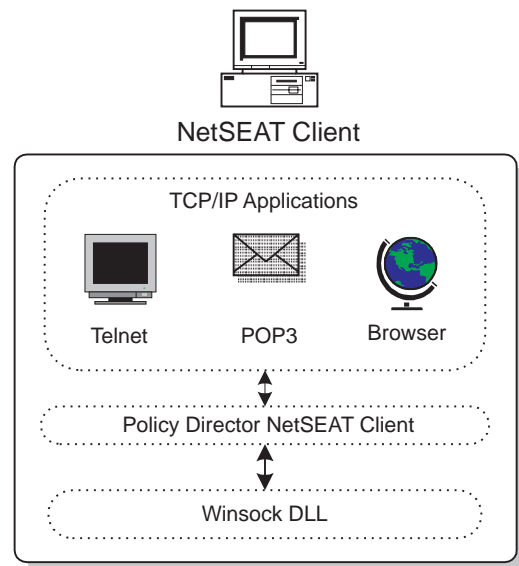 NetSEAT Client
TCP/IP Applications
Telnet
POP3
Browser
Policy Director NetSEAT Client
Winsock DLL